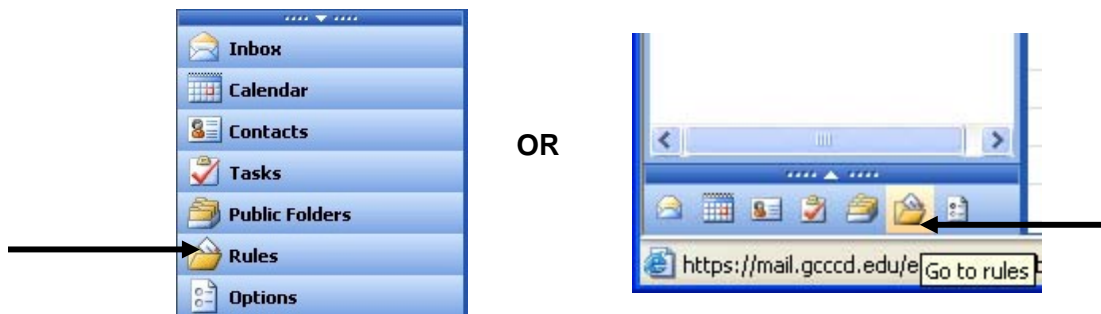 Inbox
Calendar
Contacts
Tasks
Public Folders
Rules
Options
OR
https://mail.gcccd.edu/e
Go to rules